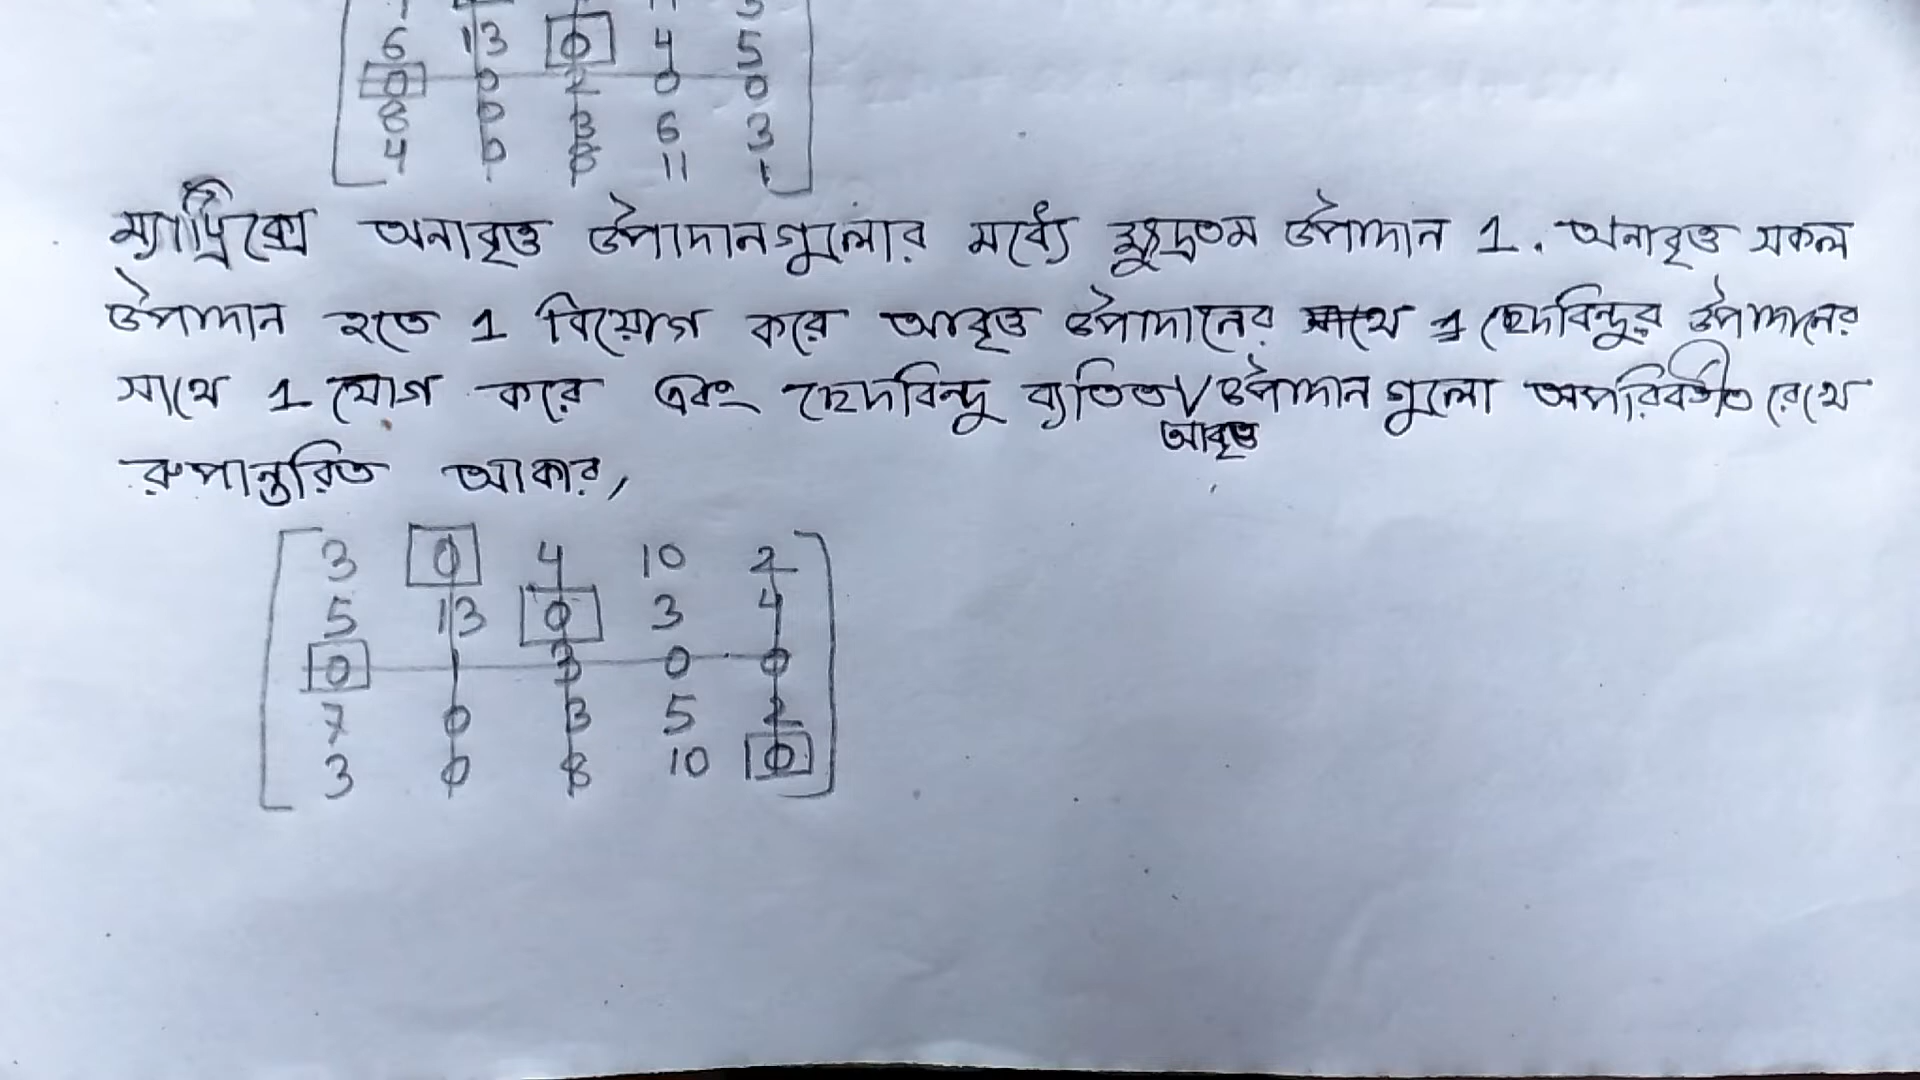 6 13 0 4 5
0 0 2 0 0
8 0 3 6 3
4 0 8 11 1
ম্যাট্রিক্সে অনাবৃত্ত উপাদানগুলোর মধ্যে ক্ষুদ্রতম উপাদান 1. অনাবৃত্ত সকল
উপাদান হতে 1 বিয়োগ করে আবৃত্ত উপাদানের সাথে 1 ছেদবিন্দুর উপাদানের
সাথে 1 যোগ করে এবং ছেদবিন্দু ব্যতিত আবৃত্ত উপাদান গুলো অপরিবর্তীত রেখে
রুপান্তরিত আকার,
3 0 4 10 2
5 13 0 3 4
0 1 3 0 0
7 0 3 5 2
3 0 8 10 0